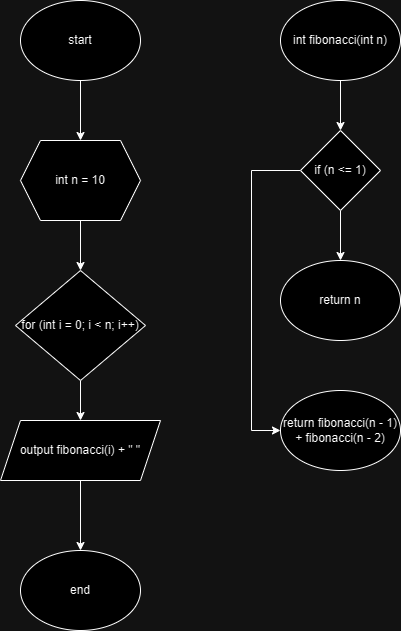 start
int n = 10
for (int i = 0; i < n; i++)
output fibonacci(i) + " "
end
int fibonacci(int n)
if (n <= 1)
return n
return fibonacci(n - 1)
+ fibonacci(n - 2)